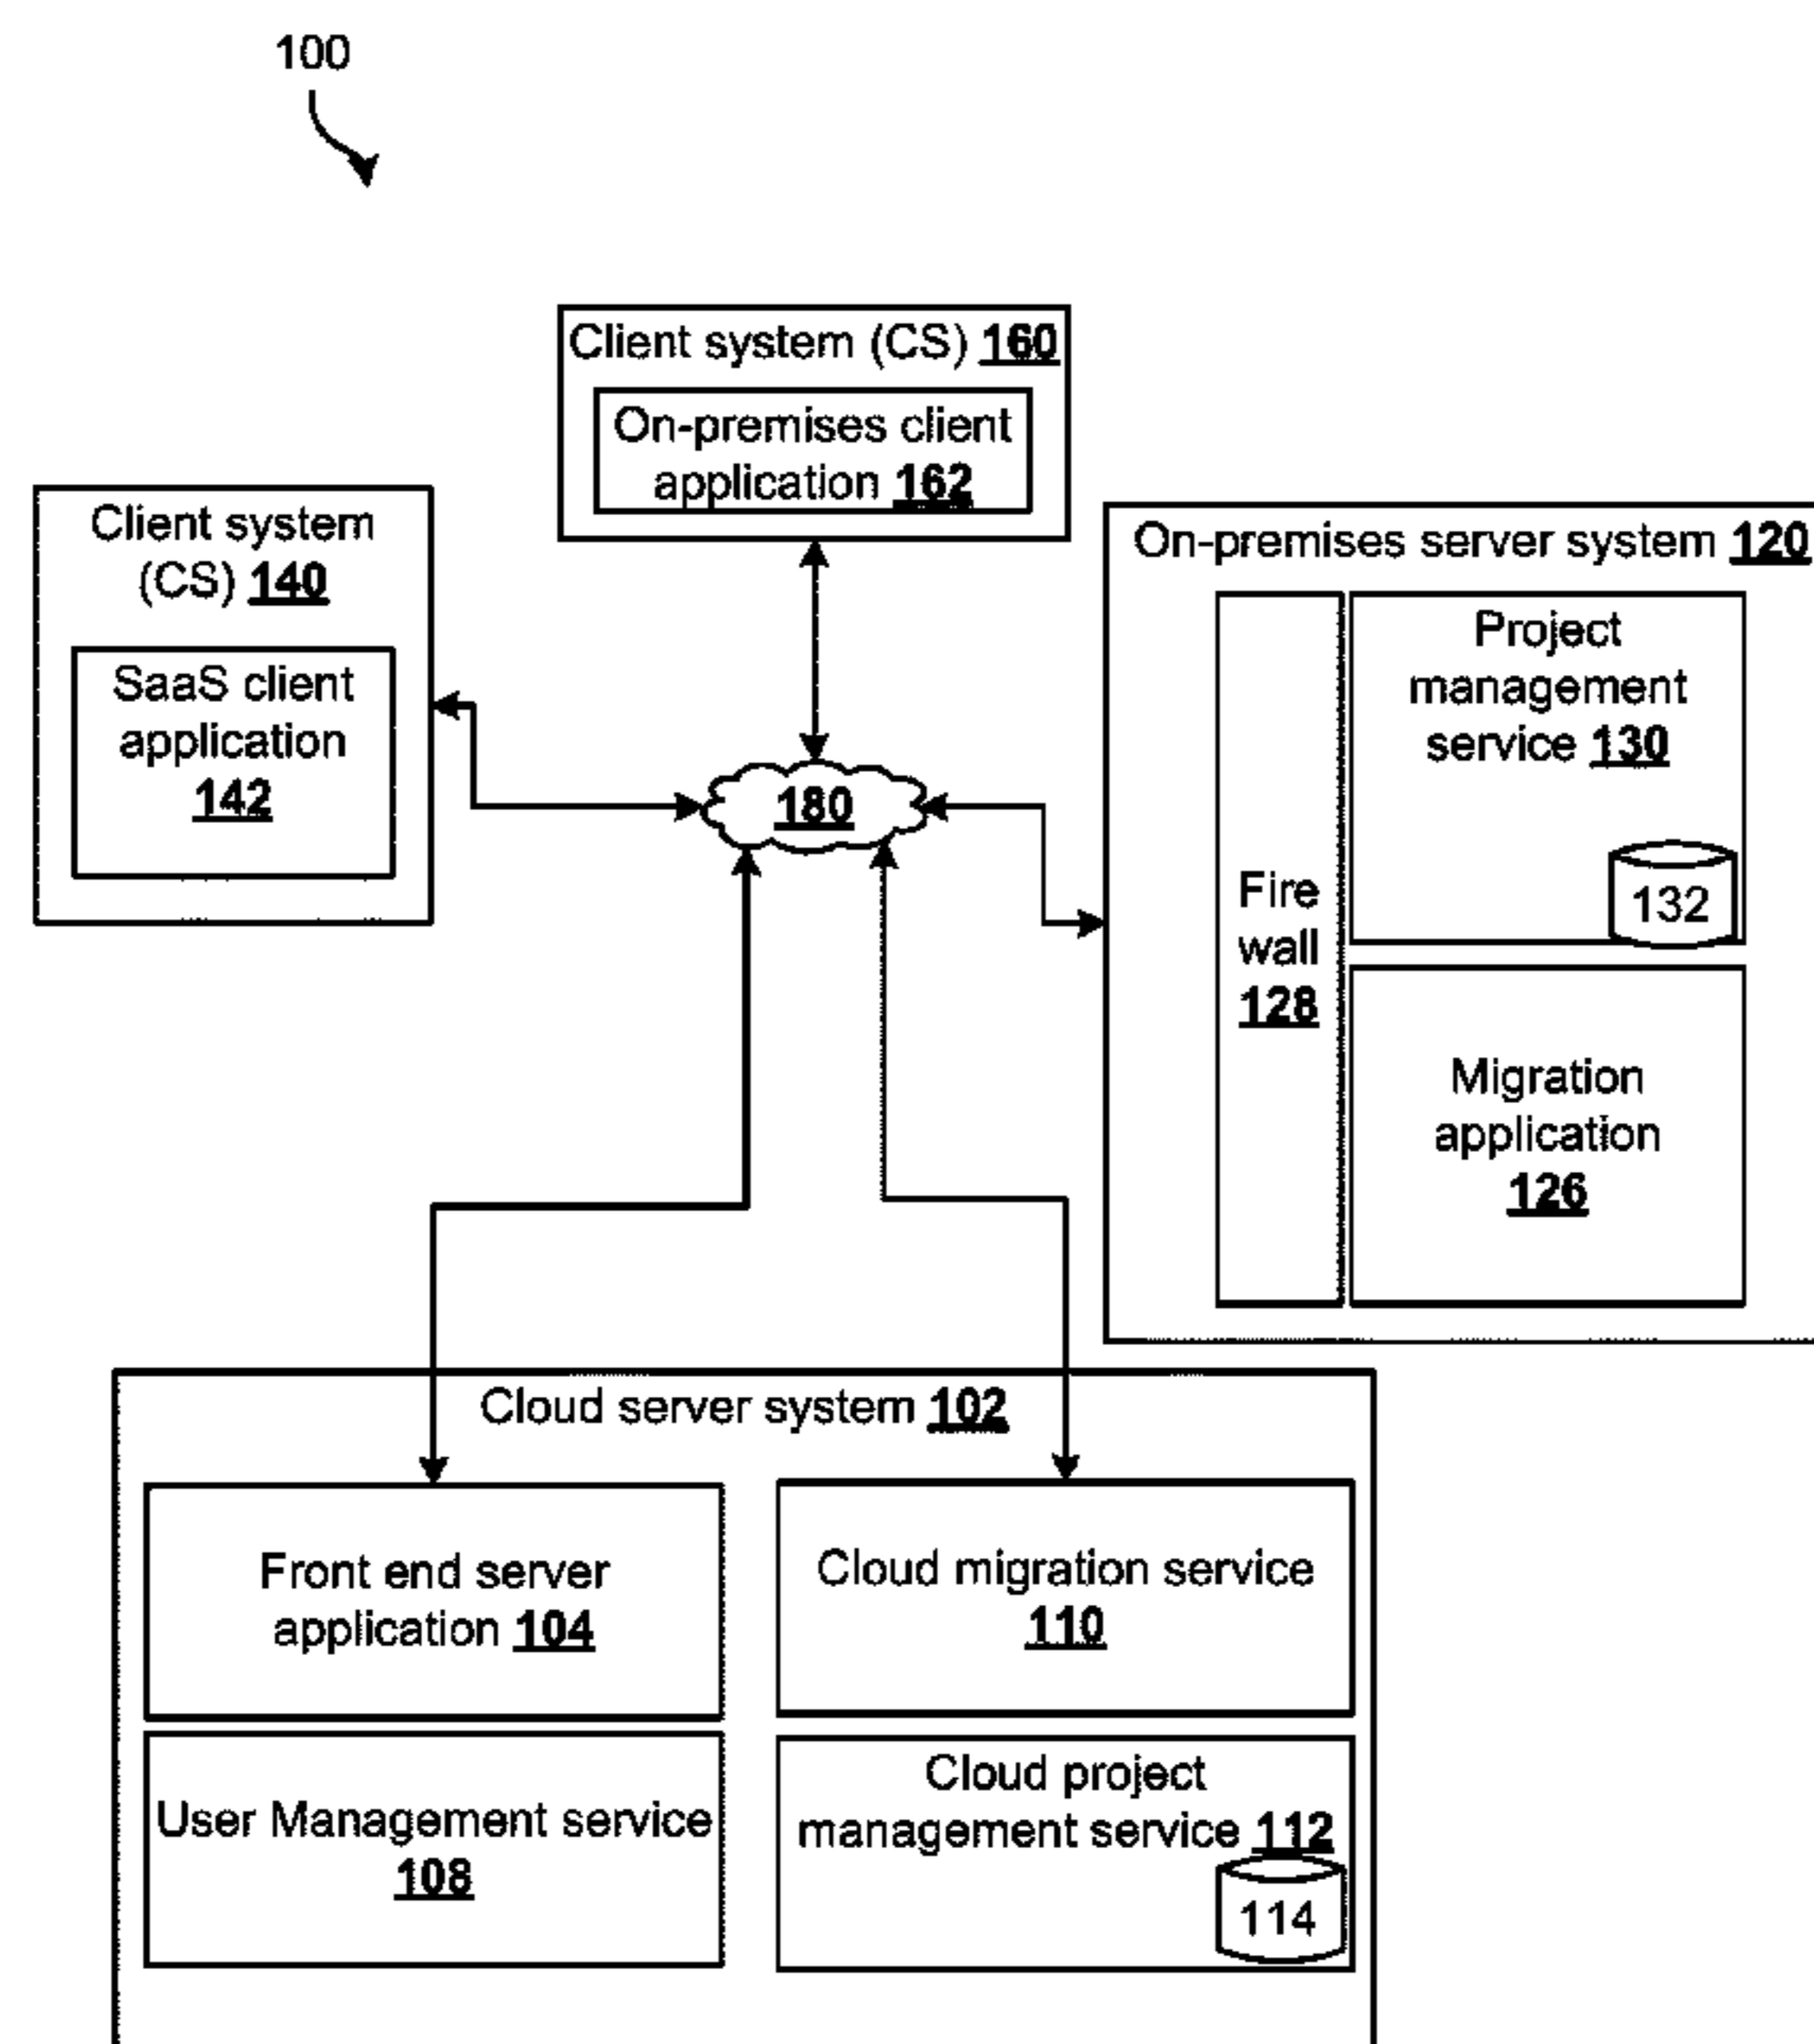 100
Client system (CS) 160
On-premises client
application 162
Client system
(CS) 140
SaaS client
application
142
On-premises server system 120
Project
management
service 130
132
Fire
wall
128
Migration
application
126
180
Cloud server system 102
Front end server
application 104
Cloud migration service
110
User Management service
108
Cloud project
management service 112
114